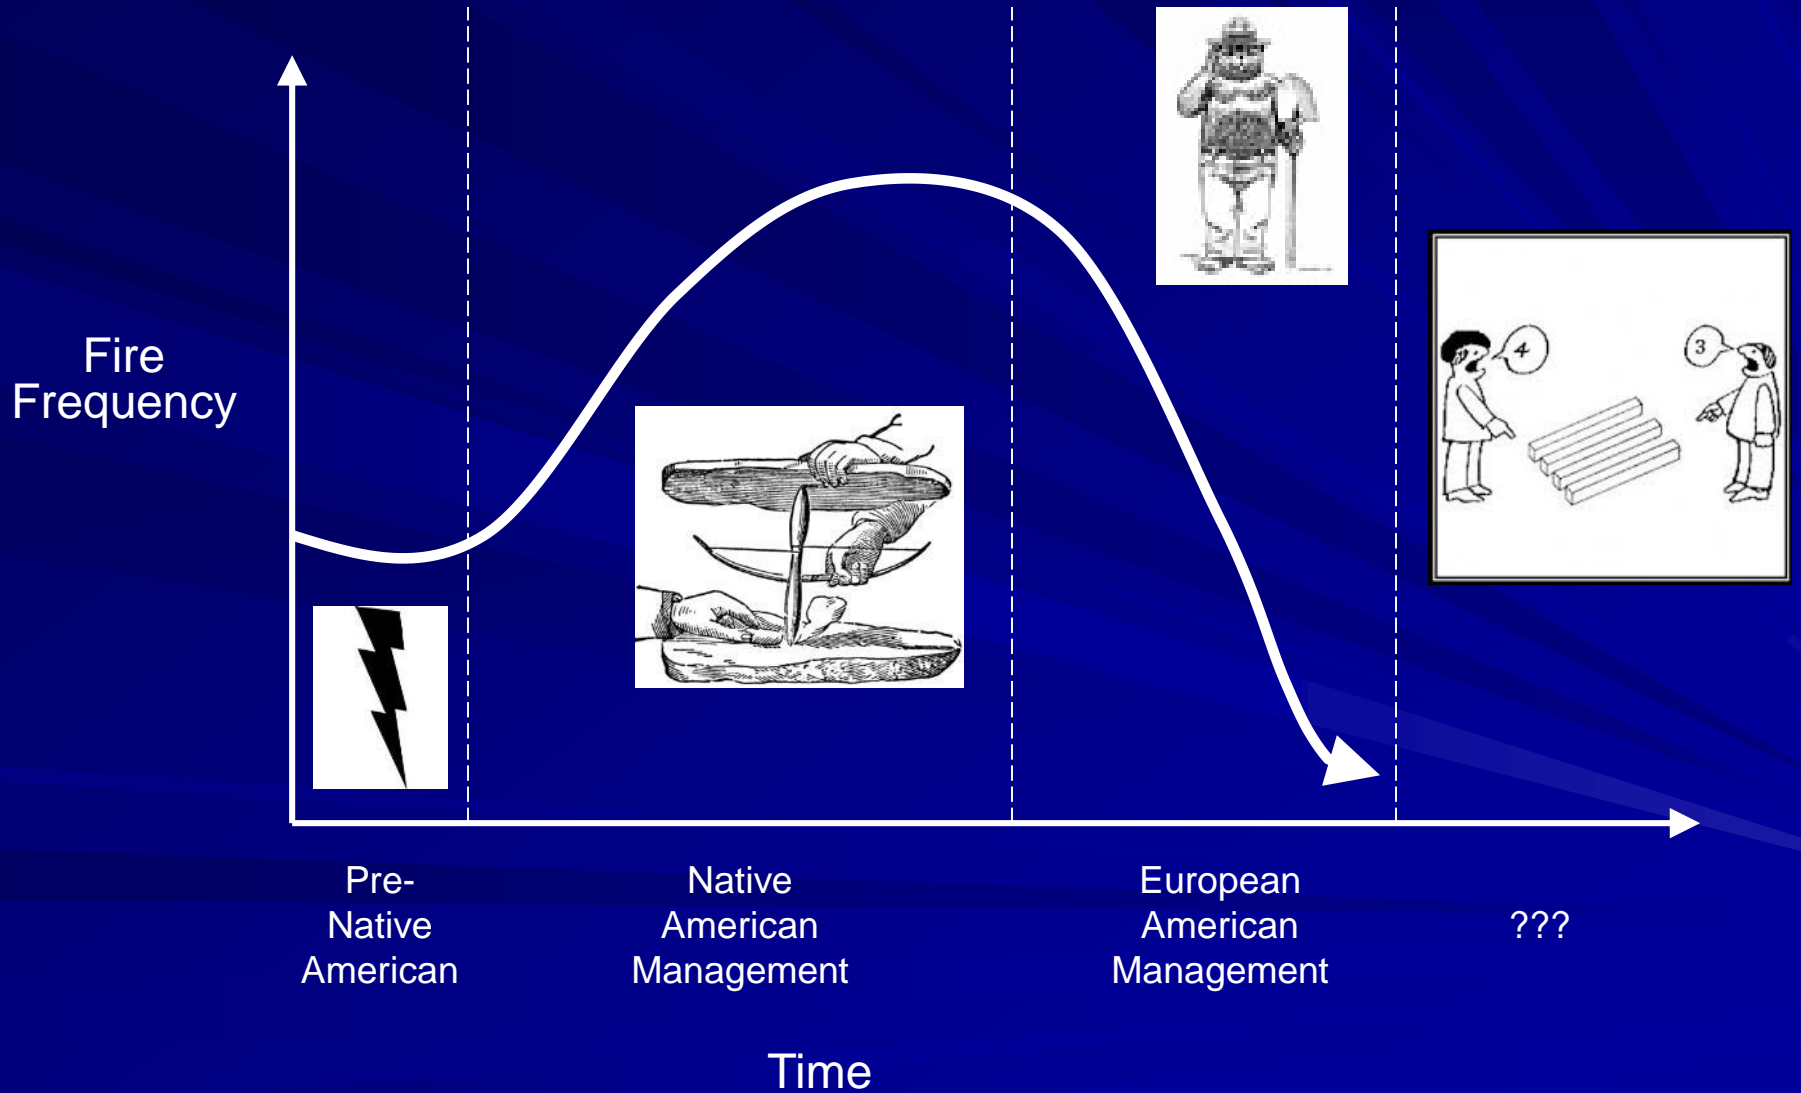 Fire
Frequency
4
3
Pre-
Native
American
Native
American
Management
European
American
Management
???
Time